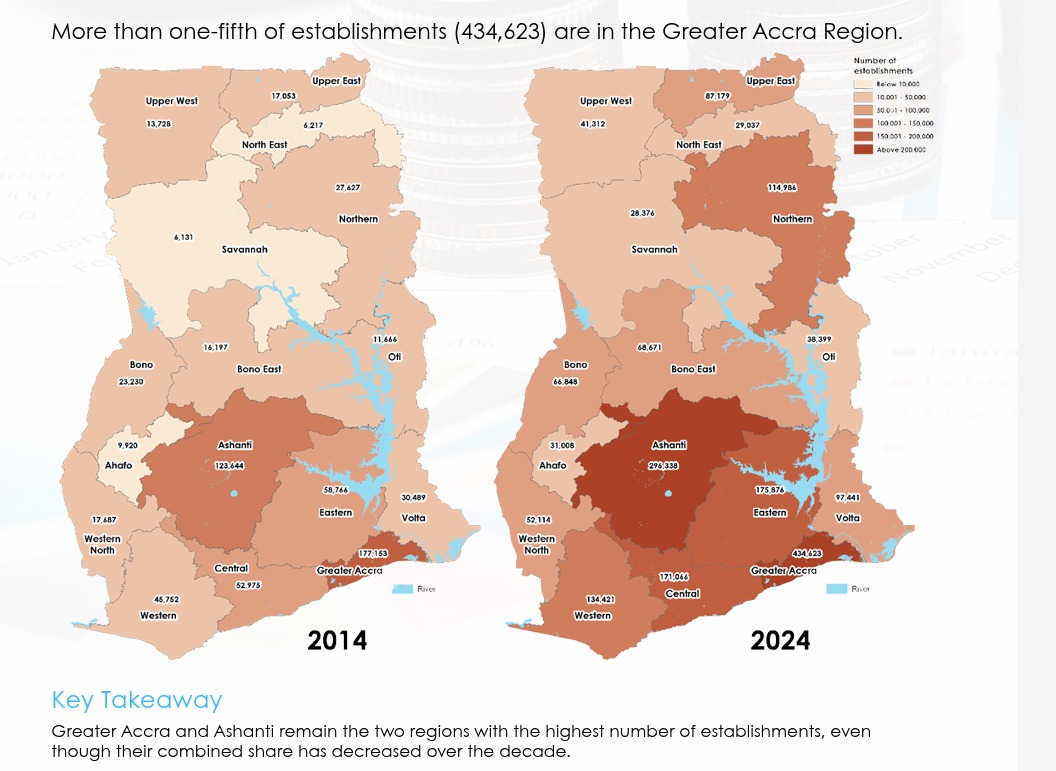 More than one-fifth of establishments (434,623) are in the Greater Accra Region.
Number of
establishments
Below 10,000
10,001 - 50,000
50,001 - 100,000
100,001 - 150,000
150,001 - 200,000
Above 200,000
Upper East
17,053
Upper West
13,728
6,217
North East
27,627
Northern
6,131
Savannah
11,666
Oti
16,197
Bono
Bono East
23,230
Ashanti
9,920
Ahafo
123,644
58,766
30,489
Eastern
Volta
17,687
Western
North
177,153
Central
Greater Accra
52,975
River
45,752
Western
2014
Upper East
87,179
Upper West
41,312
29,037
North East
114,986
Northern
28,376
Savannah
38,399
Oti
68,671
Bono
Bono East
66,848
Ashanti
31,008
Ahafo
296,338
175,876
97,441
Eastern
Volta
52,114
Western
North
434,623
Greater Accra
171,066
Central
River
134,421
Western
2024
Key Takeaway
Greater Accra and Ashanti remain the two regions with the highest number of establishments, even
though their combined share has decreased over the decade.